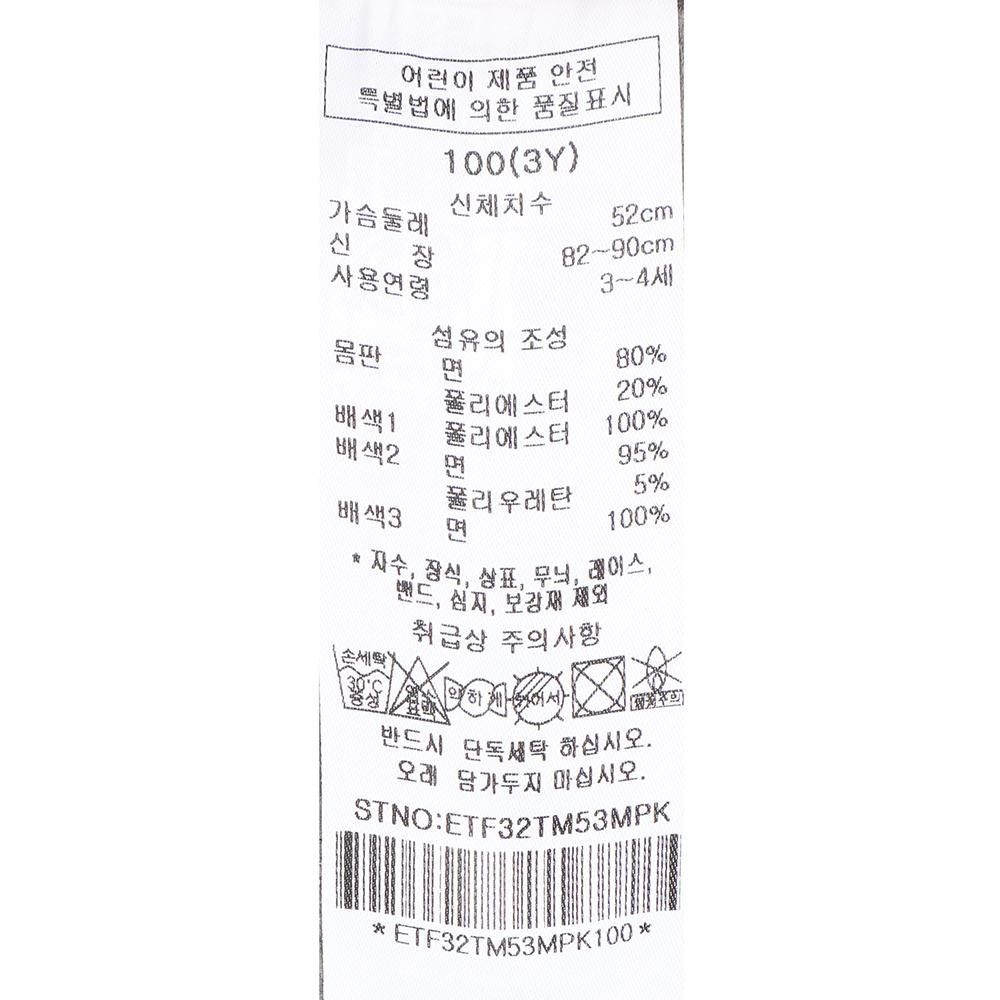 어린이 제품 안전
특별법에 의한 품질표시
100(3Y)
신체치수
가슴둘레 52cm
신 장 82~90cm
사용연령 3~4세
섬유의 조성
몸판 면 80%
폴리에스터 20%
배색1 폴리에스터 100%
배색2 면 95%
폴리우레탄 5%
배색3 면 100%
* 자수, 장식, 상표, 무늬, 레이스,
밴드, 심지, 보강재 제외
취급상 주의사항
손세탁 30℃ 중성 염소 표백 약하게 뉘어서
반드시 단독세탁 하십시오.
오래 담가두지 마십시오.
STNO:ETF32TM53MPK
*ETF32TM53MPK100*